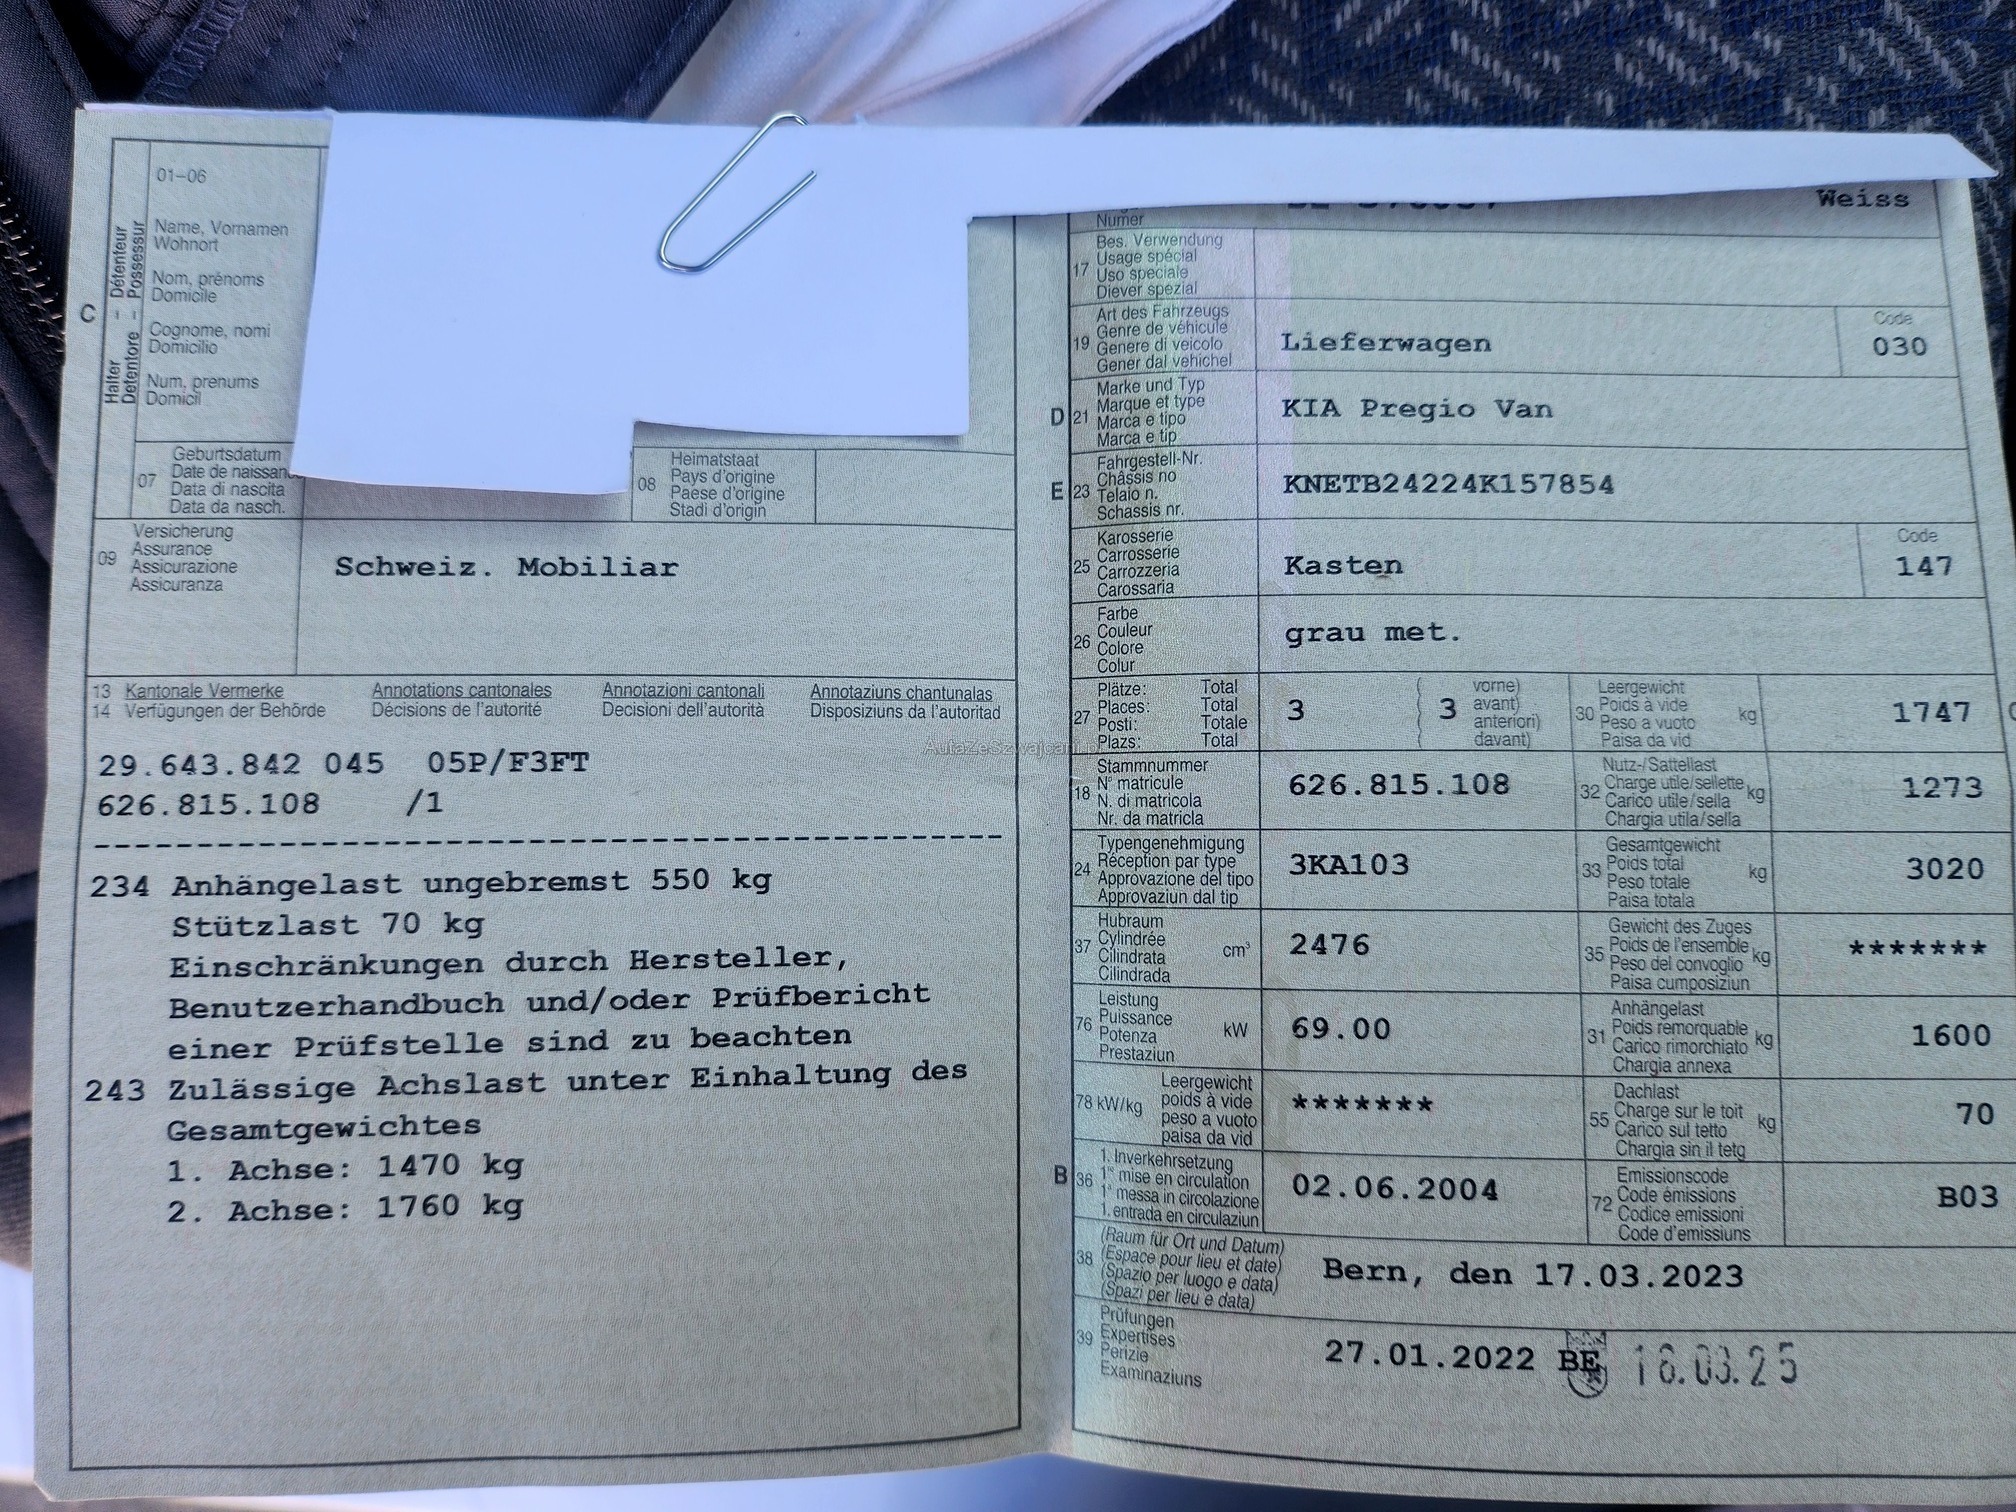 01-06
Name, Vornamen
Wohnort
Nom, prénoms
Domicile
Cognome, nomi
Domicilio
Num, prenums
Domicil
C
Halter - Détenteur
Detentore - Possessur
07
Geburtsdatum
Date de
Data di nascita
Data da nasch.
08
Heimatstaat
Pays d'origine
Paese d'origine
Stadi d'origin
09
Versicherung
Assurance
Assicurazione
Assicuranza
Schweiz. Mobiliar
13 Kantonale Vermerke Annotations cantonales Annotazioni cantonali Annotaziuns chantunalas
14 Verfügungen der Behörde Décisions de l'autorité Decisioni dell'autorità Disposiziuns da l'autoritad
29.643.842 045 05P/F3FT
626.815.108 /1
234 Anhängelast ungebremst 550 kg
Stützlast 70 kg
Einschränkungen durch Hersteller,
Benutzerhandbuch und/oder Prüfbericht
einer Prüfstelle sind zu beachten
243 Zulässige Achslast unter Einhaltung des
Gesamtgewichtes
1. Achse: 1470 kg
2. Achse: 1760 kg
Numer
Weiss
17
Bes. Verwendung
Usage spécial
Uso speciale
Diever spezial
19
Art des Fahrzeugs
Genre de véhicule
Genere di veicolo
Gener dal vehichel
Lieferwagen
Code
030
D 21
Marke und Typ
Marque et type
Marca e tipo
Marca e tip
KIA Pregio Van
E 23
Fahrgestell-Nr.
Châssis no
Telaio n.
Schassis nr.
KNETB24224K157854
25
Karosserie
Carrosserie
Carrozzeria
Carossaria
Kasten
Code
147
26
Farbe
Couleur
Colore
Colur
grau met.
27
Plätze: Total
Places: Total
Posti: Totale
Plazs: Total
3
3
vorne)
avant)
anteriori)
davant)
30
Leergewicht
Poids à vide
Peso a vuoto
Paisa da vid
kg
1747
18
Stammnummer
N° matricule
N. di matricola
Nr. da matricla
626.815.108
32
Nutz-/Sattellast
Charge utile/sellette
Carico utile/sella
Chargia utila/sella
kg
1273
24
Typengenehmigung
Réception par type
Approvazione del tipo
Approvaziun dal tip
3KA103
33
Gesamtgewicht
Poids total
Peso totale
Paisa totala
kg
3020
37
Hubraum
Cylindrée
Cilindrata
Cilindrada
cm³
2476
35
Gewicht des Zuges
Poids de l'ensemble
Peso del convoglio
Paisa cumposiziun
kg
*******
76
Leistung
Puissance
Potenza
Prestaziun
kW
69.00
31
Anhängelast
Poids remorquable
Carico rimorchiato
Chargia annexa
kg
1600
78 kW/kg
Leergewicht
poids à vide
peso a vuoto
paisa da vid
*******
55
Dachlast
Charge sur le toit
Carico sul tetto
Chargia sin il tetg
kg
70
B 36
1. Inverkehrsetzung
1re mise en circulation
1a messa in circolazione
1. entrada en circulaziun
02.06.2004
72
Emissionscode
Code émissions
Codice emissioni
Code d'emissiuns
B03
38
(Raum für Ort und Datum)
(Espace pour lieu et date)
(Spazio per luogo e data)
(Spazi per lieu e data)
Bern, den 17.03.2023
39
Prüfungen
Expertises
Perizie
Examinaziuns
27.01.2022 BE 18.03.25